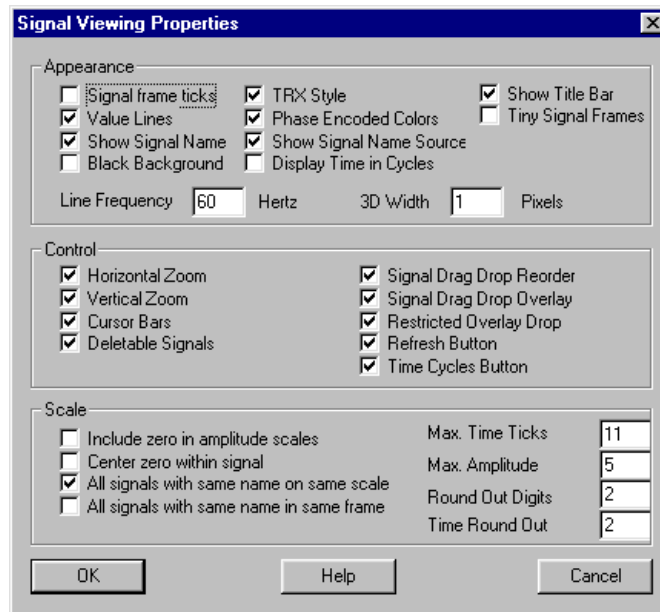 Signal Viewing Properties
Appearance
Signal frame ticks
TRX Style
Show Title Bar
Value Lines
Phase Encoded Colors
Tiny Signal Frames
Show Signal Name
Show Signal Name Source
Black Background
Display Time in Cycles
Line Frequency 60 Hertz 3D Width 1 Pixels
Control
Horizontal Zoom
Signal Drag Drop Reorder
Vertical Zoom
Signal Drag Drop Overlay
Cursor Bars
Restricted Overlay Drop
Deletable Signals
Refresh Button
Time Cycles Button
Scale
Include zero in amplitude scales
Center zero within signal
All signals with same name on same scale
All signals with same name in same frame
Max. Time Ticks 11
Max. Amplitude 5
Round Out Digits 2
Time Round Out 2
OK
Help
Cancel